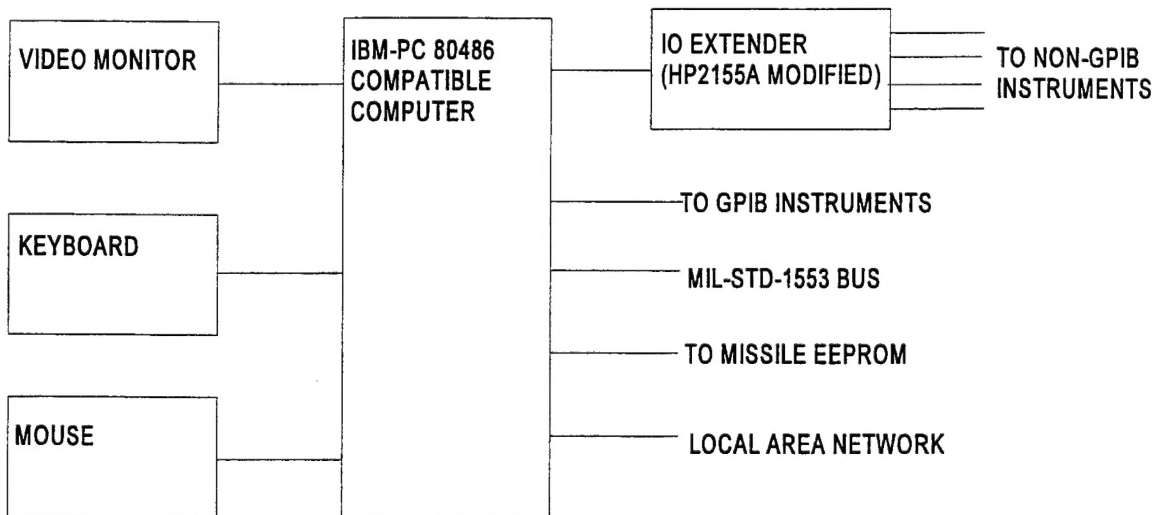 VIDEO MONITOR
KEYBOARD
MOUSE
IBM-PC 80486
COMPATIBLE
COMPUTER
IO EXTENDER
(HP2155A MODIFIED)
TO NON-GPIB
INSTRUMENTS
TO GPIB INSTRUMENTS
MIL-STD-1553 BUS
TO MISSILE EEPROM
LOCAL AREA NETWORK